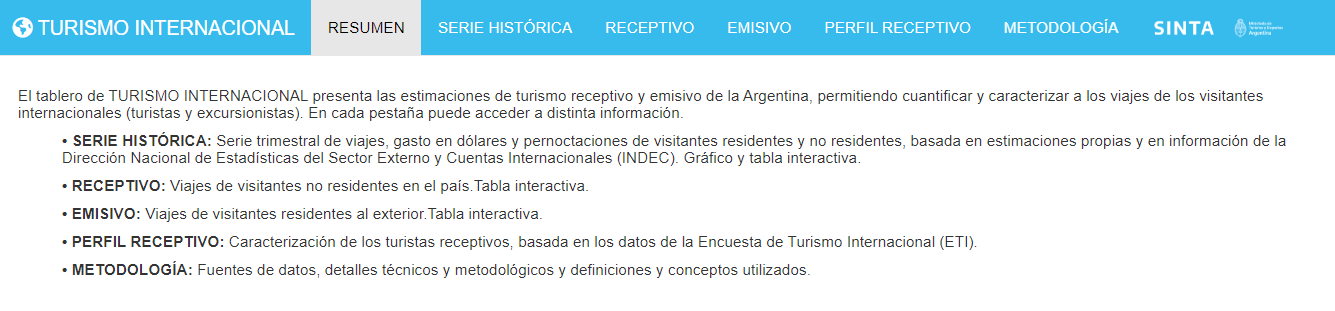 TURISMO INTERNACIONAL RESUMEN SERIE HISTÓRICA RECEPTIVO EMISIVO PERFIL RECEPTIVO METODOLOGÍA SINTA Ministerio de Turismo y Deportes Argentina
El tablero de TURISMO INTERNACIONAL presenta las estimaciones de turismo receptivo y emisivo de la Argentina, permitiendo cuantificar y caracterizar a los viajes de los visitantes
internacionales (turistas y excursionistas). En cada pestaña puede acceder a distinta información.
• SERIE HISTÓRICA: Serie trimestral de viajes, gasto en dólares y pernoctaciones de visitantes residentes y no residentes, basada en estimaciones propias y en información de la
Dirección Nacional de Estadísticas del Sector Externo y Cuentas Internacionales (INDEC). Gráfico y tabla interactiva.
• RECEPTIVO: Viajes de visitantes no residentes en el país.Tabla interactiva.
• EMISIVO: Viajes de visitantes residentes al exterior.Tabla interactiva.
• PERFIL RECEPTIVO: Caracterización de los turistas receptivos, basada en los datos de la Encuesta de Turismo Internacional (ETI).
• METODOLOGÍA: Fuentes de datos, detalles técnicos y metodológicos y definiciones y conceptos utilizados.